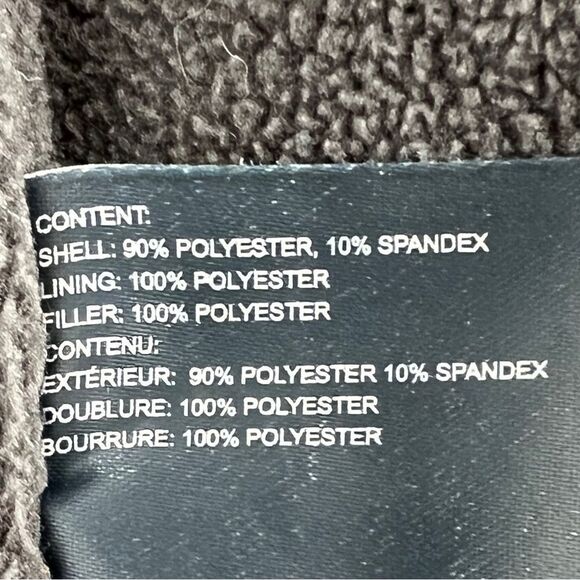 CONTENT:
SHELL: 90% POLYESTER, 10% SPANDEX
LINING: 100% POLYESTER
FILLER: 100% POLYESTER
CONTENU:
EXTÉRIEUR: 90% POLYESTER 10% SPANDEX
DOUBLURE: 100% POLYESTER
BOURRURE: 100% POLYESTER